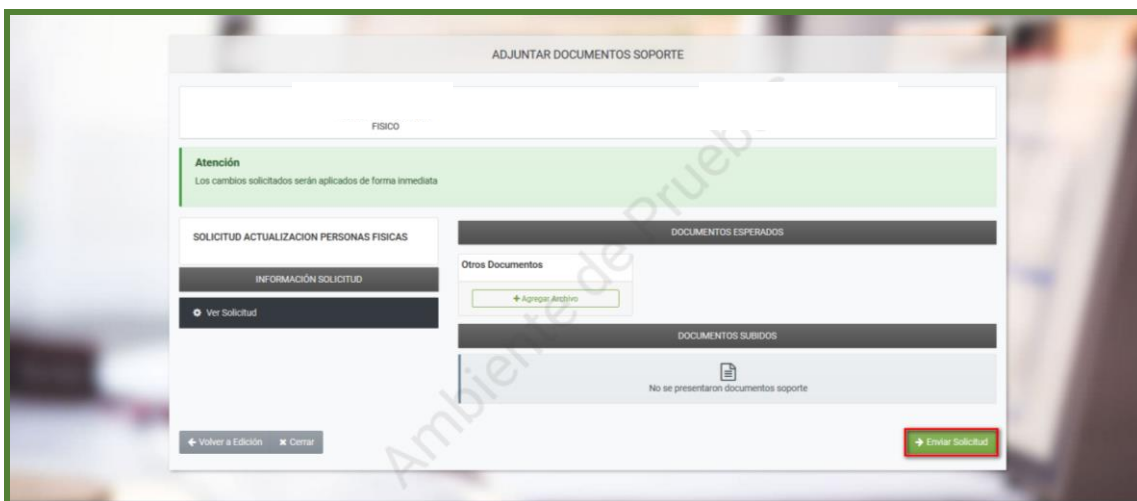 ADJUNTAR DOCUMENTOS SOPORTE
FISICO
Atención
Los cambios solicitados serán aplicados de forma inmediata
SOLICITUD ACTUALIZACION PERSONAS FISICAS
INFORMACIÓN SOLICITUD
Ver Solicitud
DOCUMENTOS ESPERADOS
Otros Documentos
+ Agregar Archivo
DOCUMENTOS SUBIDOS
No se presentaron documentos soporte
Volver a Edición
Cerrar
Enviar Solicitud
Ambiente de Prueb